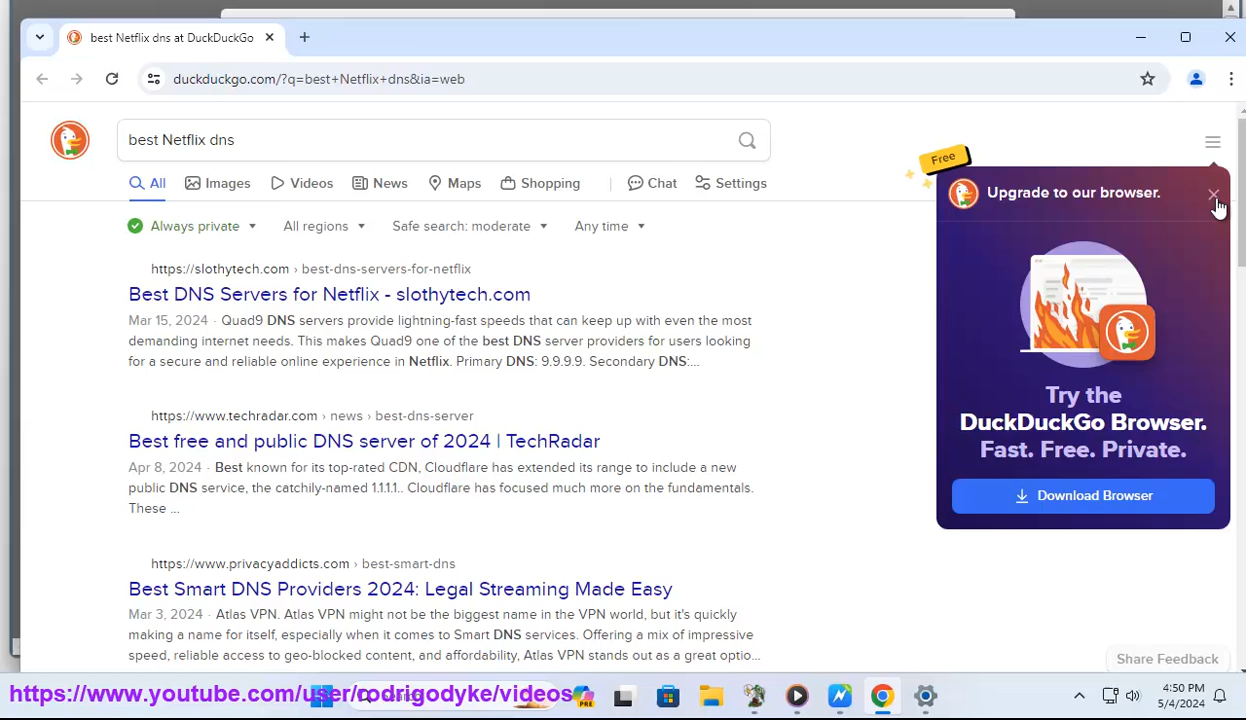 best Netflix dns at DuckDuckGo
duckduckgo.com/?q=best+Netflix+dns&ia=web
best Netflix dns
All
Images
Videos
News
Maps
Shopping
Chat
Settings
Always private
All regions
Safe search: moderate
Any time
https://slothytech.com › best-dns-servers-for-netflix
Best DNS Servers for Netflix - slothytech.com
Mar 15, 2024 · Quad9 DNS servers provide lightning-fast speeds that can keep up with even the most
demanding internet needs. This makes Quad9 one of the best DNS server providers for users looking
for a secure and reliable online experience in Netflix. Primary DNS: 9.9.9.9. Secondary DNS:...
https://www.techradar.com › news › best-dns-server
Best free and public DNS server of 2024 | TechRadar
Apr 8, 2024 · Best known for its top-rated CDN, Cloudflare has extended its range to include a new
public DNS service, the catchily-named 1.1.1.1.. Cloudflare has focused much more on the fundamentals.
These ...
https://www.privacyaddicts.com › best-smart-dns
Best Smart DNS Providers 2024: Legal Streaming Made Easy
Mar 3, 2024 · Atlas VPN. Atlas VPN might not be the biggest name in the VPN world, but it's quickly
making a name for itself, especially when it comes to Smart DNS services. Offering a mix of impressive
speed, reliable access to geo-blocked content, and affordability, Atlas VPN stands out as a great optio...
Free
Upgrade to our browser.
Try the
DuckDuckGo Browser.
Fast. Free. Private.
Download Browser
Share Feedback
https://www.youtube.com/user/rodrigodyke/videos
PRE
4:50 PM
5/4/2024